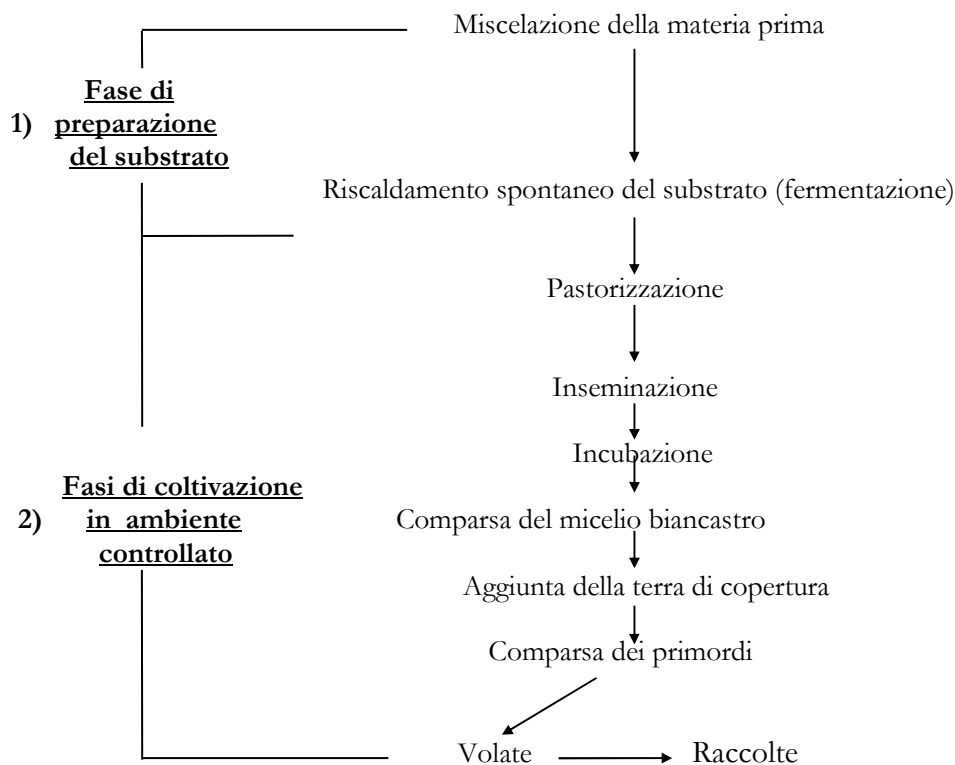 Miscelazione della materia prima
Fase di
1) preparazione
del substrato
Riscaldamento spontaneo del substrato (fermentazione)
Pastorizzazione
Inseminazione
Incubazione
Fasi di coltivazione
2) in ambiente
controllato
Comparsa del micelio biancastro
Aggiunta della terra di copertura
Comparsa dei primordi
Volate
Raccolte